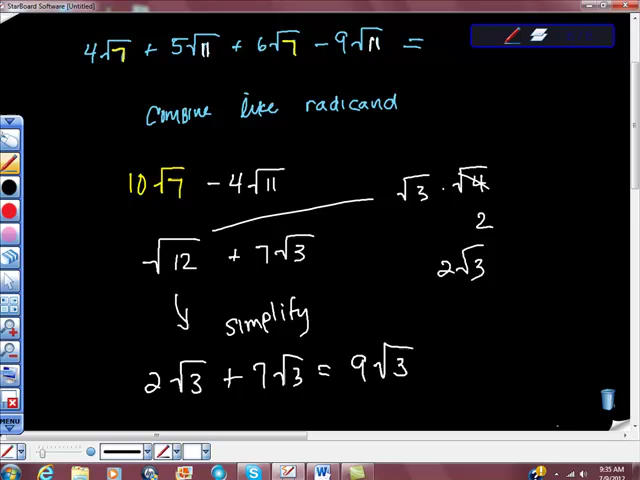 StarBoard Software [Untitled]
4√7 + 5√11 + 6√7 - 9√11 =
Combine like radicand
10√7 - 4√11
√3 · √4
2
2√3
√12 + 7√3
simplify
2√3 + 7√3 = 9√3
MENU
9:35 AM
7/9/2012